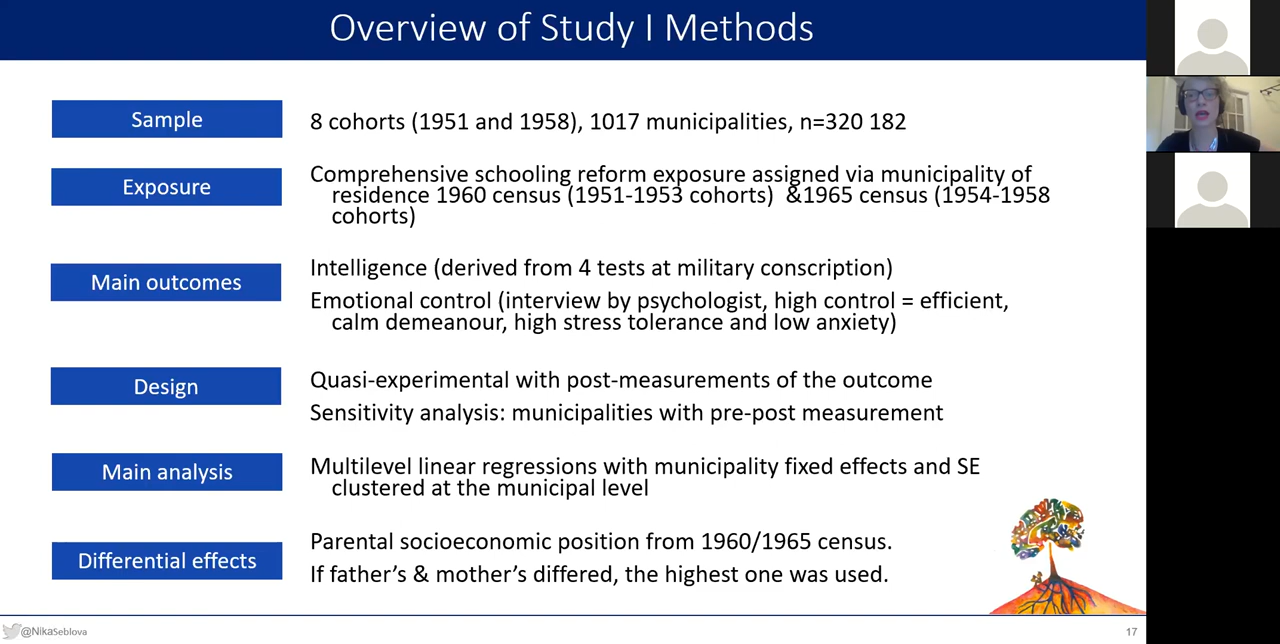 Overview of Study I Methods
Sample
8 cohorts (1951 and 1958), 1017 municipalities, n=320 182
Exposure
Comprehensive schooling reform exposure assigned via municipality of
residence 1960 census (1951-1953 cohorts)  &1965 census (1954-1958
cohorts)
Main outcomes
Intelligence (derived from 4 tests at military conscription)
Emotional control (interview by psychologist, high control = efficient,
calm demeanour, high stress tolerance and low anxiety)
Design
Quasi-experimental with post-measurements of the outcome
Sensitivity analysis: municipalities with pre-post measurement
Main analysis
Multilevel linear regressions with municipality fixed effects and SE
clustered at the municipal level
Differential effects
Parental socioeconomic position from 1960/1965 census.
If father’s & mother’s differed, the highest one was used.
@NikaSeblova
17